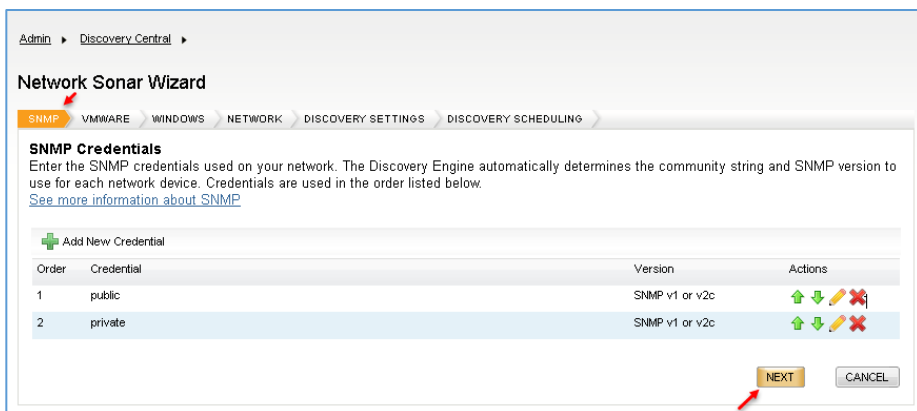 Admin Discovery Central
Network Sonar Wizard
SNMP VMWARE WINDOWS NETWORK DISCOVERY SETTINGS DISCOVERY SCHEDULING
SNMP Credentials
Enter the SNMP credentials used on your network. The Discovery Engine automatically determines the community string and SNMP version to
use for each network device. Credentials are used in the order listed below.
See more information about SNMP
Add New Credential
Order Credential Version Actions
1 public SNMP v1 or v2c
2 private SNMP v1 or v2c
NEXT CANCEL